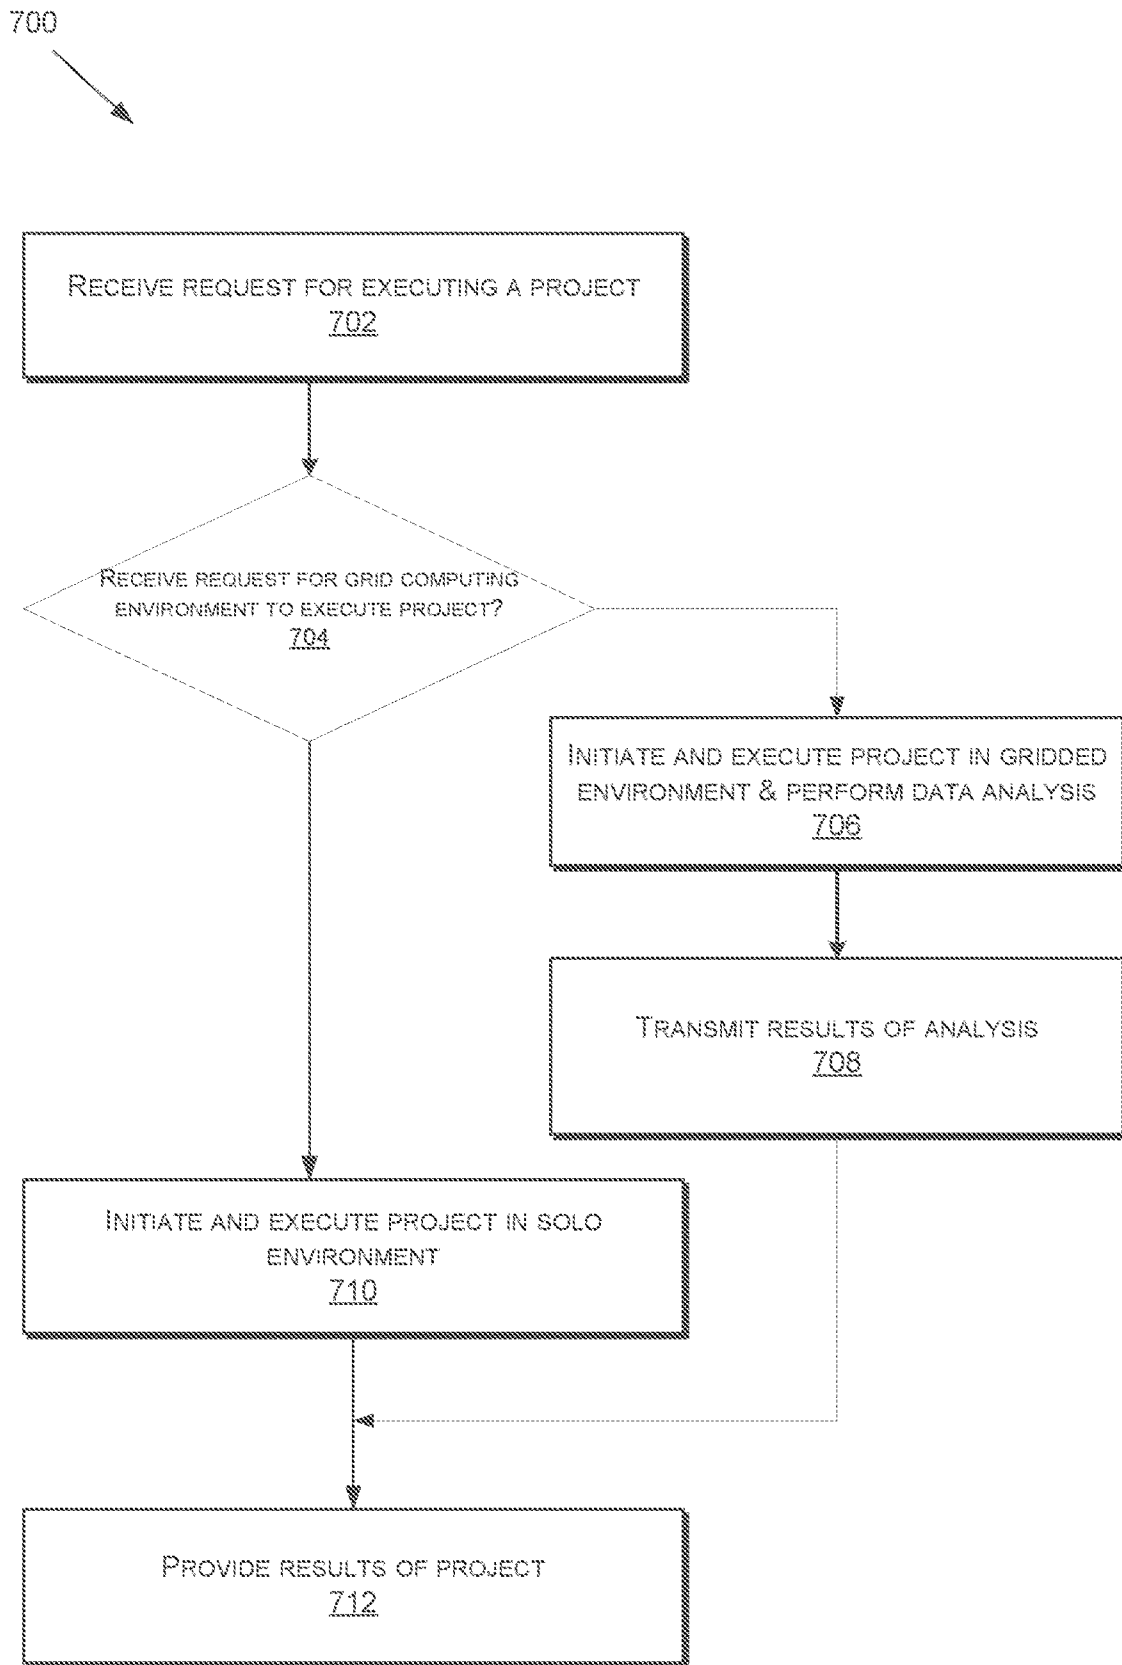 700
RECEIVE REQUEST FOR EXECUTING A PROJECT
702
RECEIVE REQUEST FOR GRID COMPUTING
ENVIRONMENT TO EXECUTE PROJECT?
704
INITIATE AND EXECUTE PROJECT IN GRIDDED
ENVIRONMENT & PERFORM DATA ANALYSIS
706
TRANSMIT RESULTS OF ANALYSIS
708
INITIATE AND EXECUTE PROJECT IN SOLO
ENVIRONMENT
710
PROVIDE RESULTS OF PROJECT
712